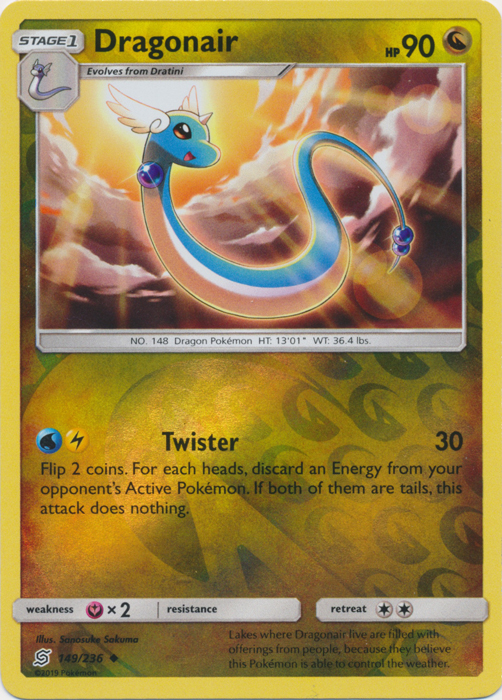 STAGE 1
Dragonair
HP 90
Evolves from Dratini
NO. 148 Dragon Pokémon HT: 13'01" WT: 36.4 lbs.
Twister 30
Flip 2 coins. For each heads, discard an Energy from your
opponent's Active Pokémon. If both of them are tails, this
attack does nothing.
weakness × 2 resistance retreat
Illus. Sanosuke Sakuma
149/236
©2019 Pokémon
Lakes where Dragonair live are filled with
offerings from people, because they believe
this Pokémon is able to control the weather.